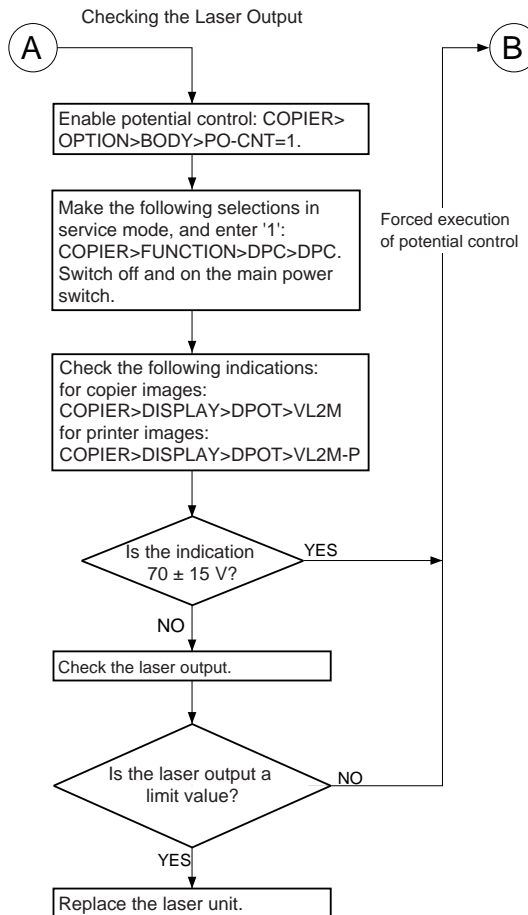 Checking the Laser Output
A
B
Enable potential control: COPIER>
OPTION>BODY>PO-CNT=1.
Make the following selections in
service mode, and enter '1':
COPIER>FUNCTION>DPC>DPC.
Switch off and on the main power
switch.
Forced execution
of potential control
Check the following indications:
for copier images:
COPIER>DISPLAY>DPOT>VL2M
for printer images:
COPIER>DISPLAY>DPOT>VL2M-P
Is the indication
70 ± 15 V?
YES
NO
Check the laser output.
Is the laser output a
limit value?
NO
YES
Replace the laser unit.